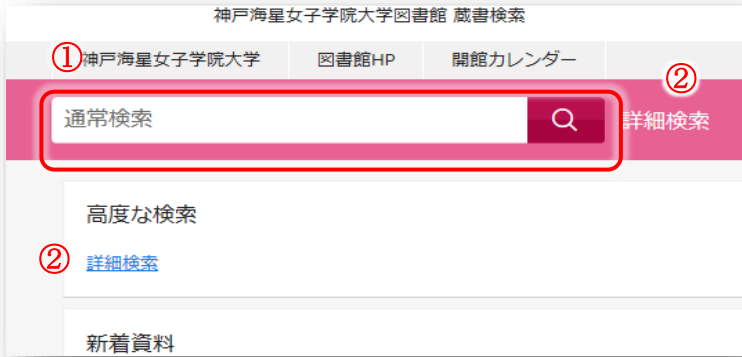 神戸海星女子学院大学図書館 蔵書検索
①神戸海星女子学院大学 図書館HP 開館カレンダー
②
通常検索 詳細検索
高度な検索
② 詳細検索
新着資料